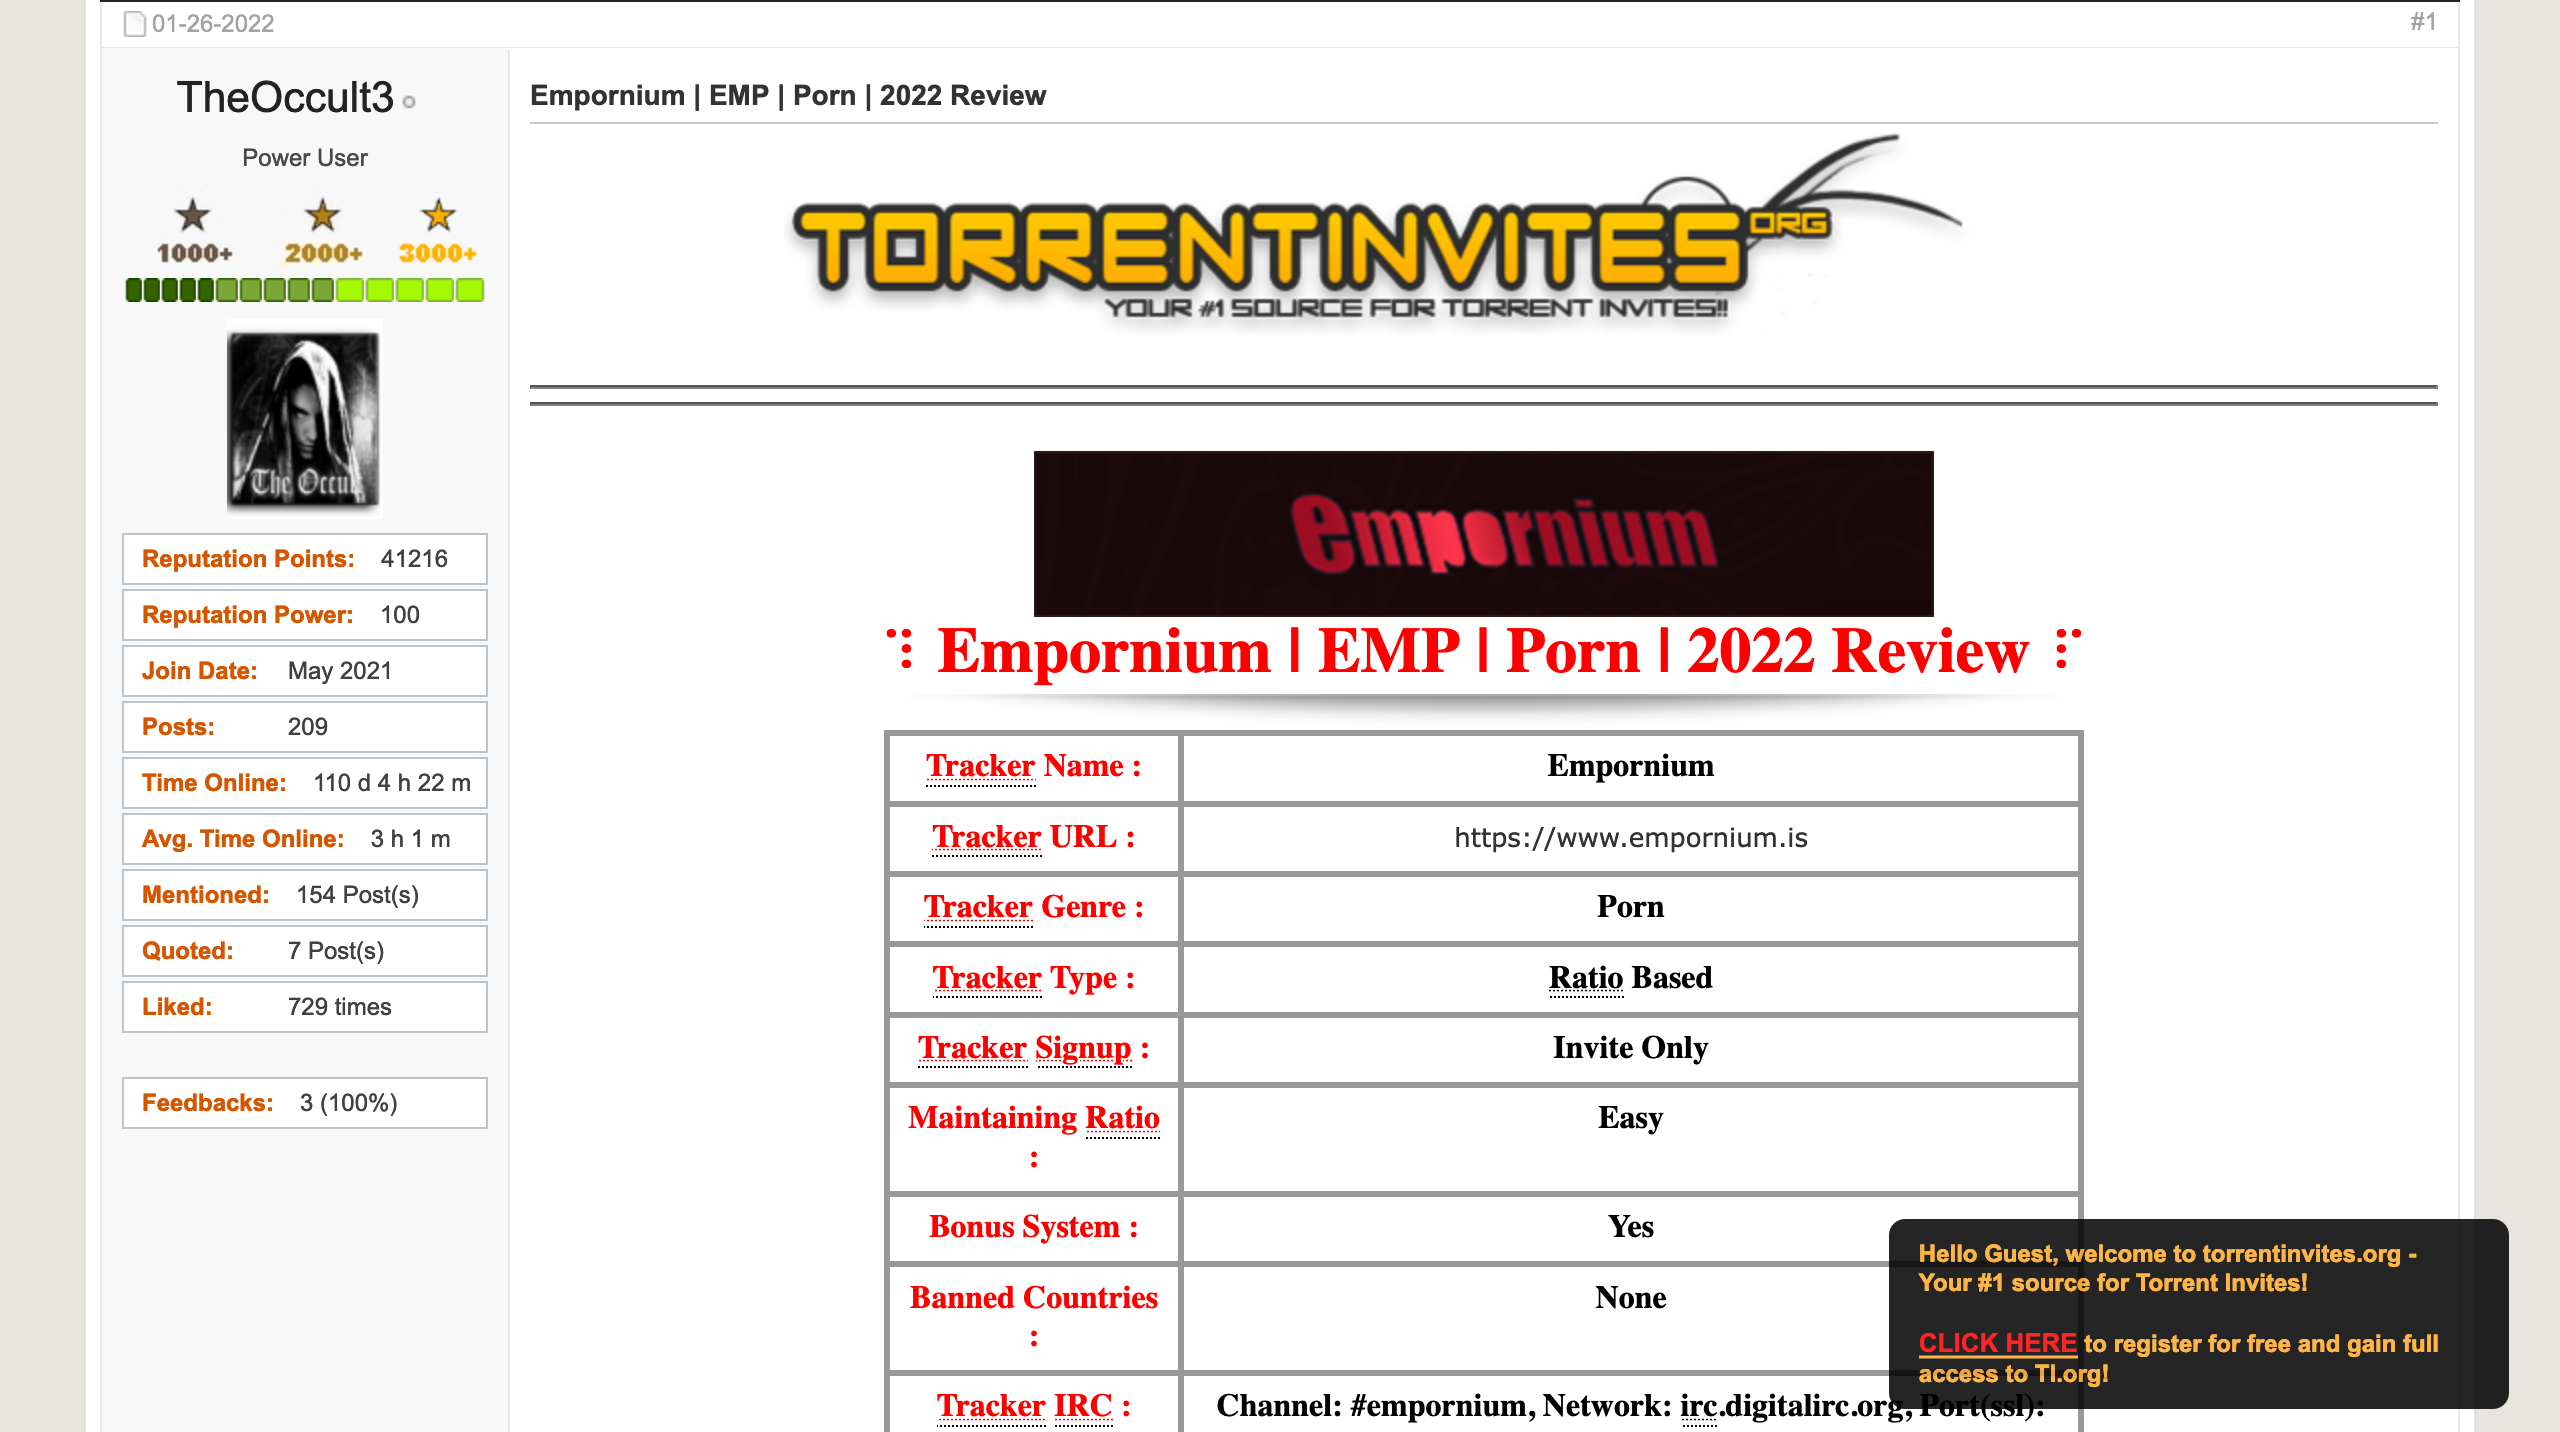 01-26-2022
#1
TheOccult3
Power User
1000+ 2000+ 3000+
The Occu
Reputation Points: 41216
Reputation Power: 100
Join Date: May 2021
Posts: 209
Time Online: 110 d 4 h 22 m
Avg. Time Online: 3 h 1 m
Mentioned: 154 Post(s)
Quoted: 7 Post(s)
Liked: 729 times
Feedbacks: 3 (100%)
Empornium | EMP | Porn | 2022 Review
TORRENTINVITES ORG
YOUR #1 SOURCE FOR TORRENT INVITES!!
empornium
⠹ Empornium | EMP | Porn | 2022 Review ⠏
Tracker Name : Empornium
Tracker URL : https://www.empornium.is
Tracker Genre : Porn
Tracker Type : Ratio Based
Tracker Signup : Invite Only
Maintaining Ratio Easy
:
Bonus System : Yes
Banned Countries None
:
Tracker IRC : Channel: #empornium, Network: irc.digitalirc.org, Port(ssl):
Hello Guest, welcome to torrentinvites.org -
Your #1 source for Torrent Invites!
CLICK HERE to register for free and gain full
access to TI.org!